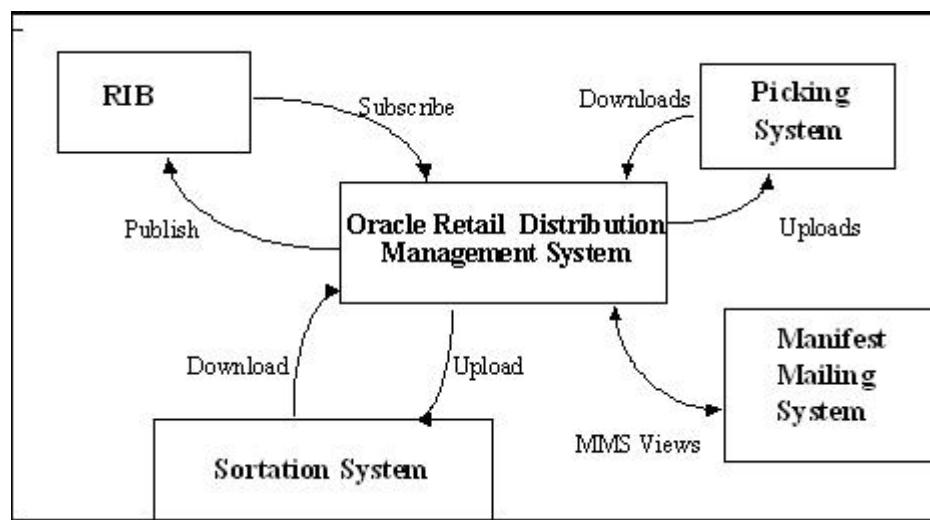 RIB
Subscribe
Publish
Downloads
Picking
System
Uploads
Oracle Retail Distribution
Management System
Download
Upload
Sortation System
MMS Views
Manifest
Mailing
System